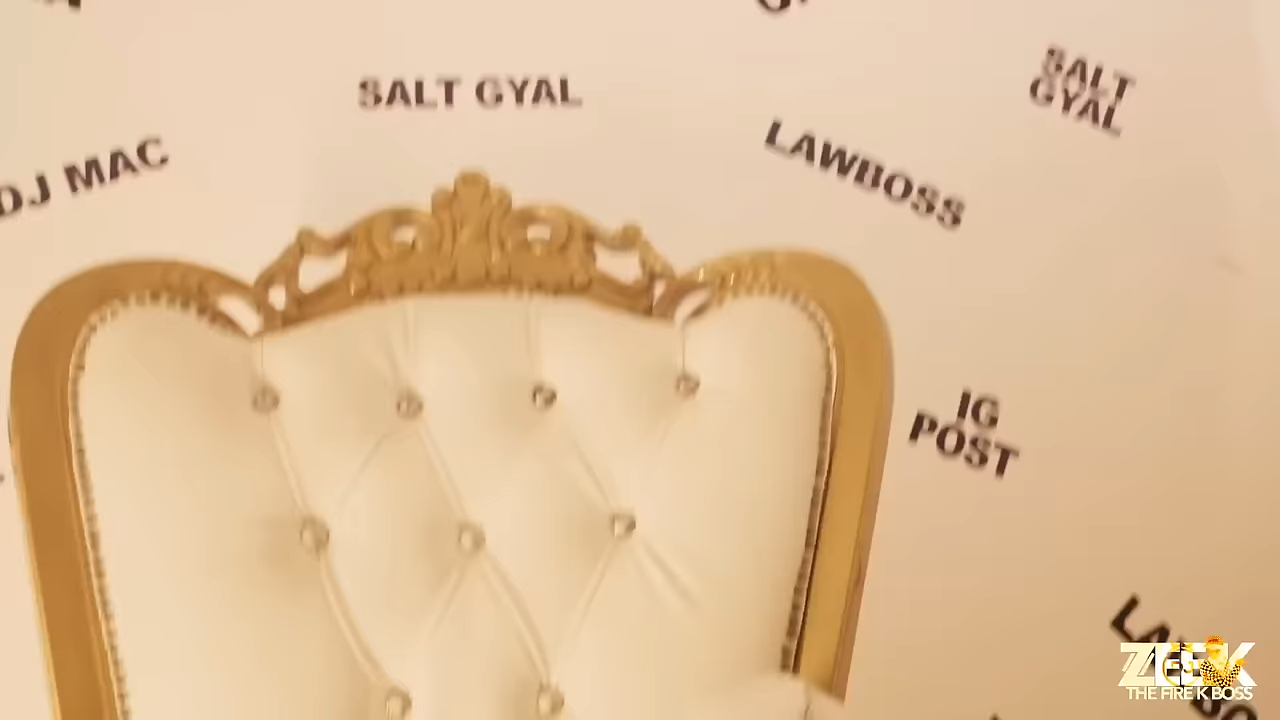 SALT GYAL
SALT
GYAL
DJ MAC
LAWBOSS
IG
POST
ZEEK
THE FIRE K BOSS